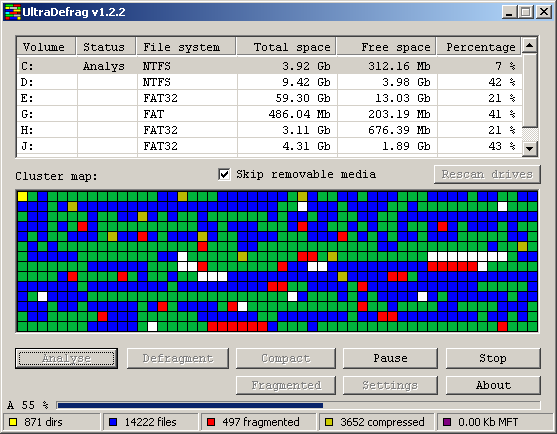 UltraDefrag v1.2.2
Volume Status File system Total space Free space Percentage
C: Analys NTFS 3.92 Gb 312.16 Mb 7 %
D: NTFS 9.42 Gb 3.98 Gb 42 %
E: FAT32 59.30 Gb 13.03 Gb 21 %
G: FAT 486.04 Mb 203.19 Mb 41 %
H: FAT32 3.11 Gb 676.39 Mb 21 %
J: FAT32 4.31 Gb 1.89 Gb 43 %
Cluster map: Skip removable media Rescan drives
Analyse Defragment Compact Pause Stop
Fragmented Settings About
A 55 %
871 dirs 14222 files 497 fragmented 3652 compressed 0.00 Kb MFT